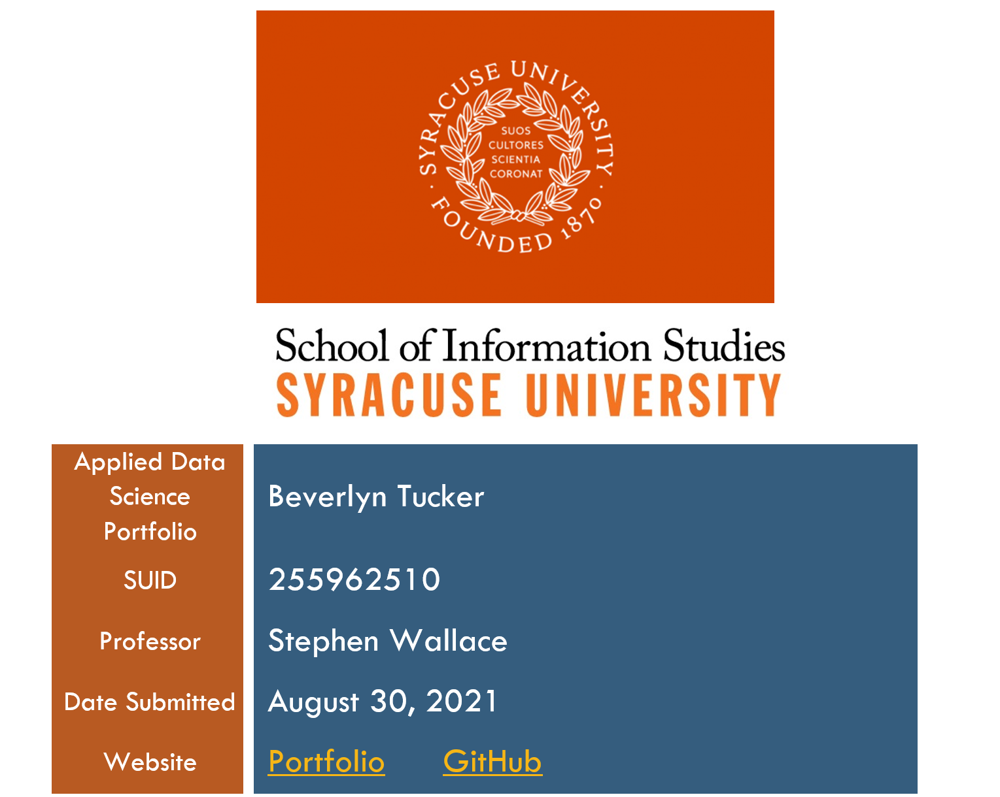 SYRACUSE UNIVERSITY
SUOS
CULTORES
SCIENTIA
CORONAT
· FOUNDED 1870 ·
School of Information Studies
SYRACUSE UNIVERSITY
Applied Data
Science
Portfolio
Beverlyn Tucker
SUID
255962510
Professor
Stephen Wallace
Date Submitted
August 30, 2021
Website
Portfolio GitHub